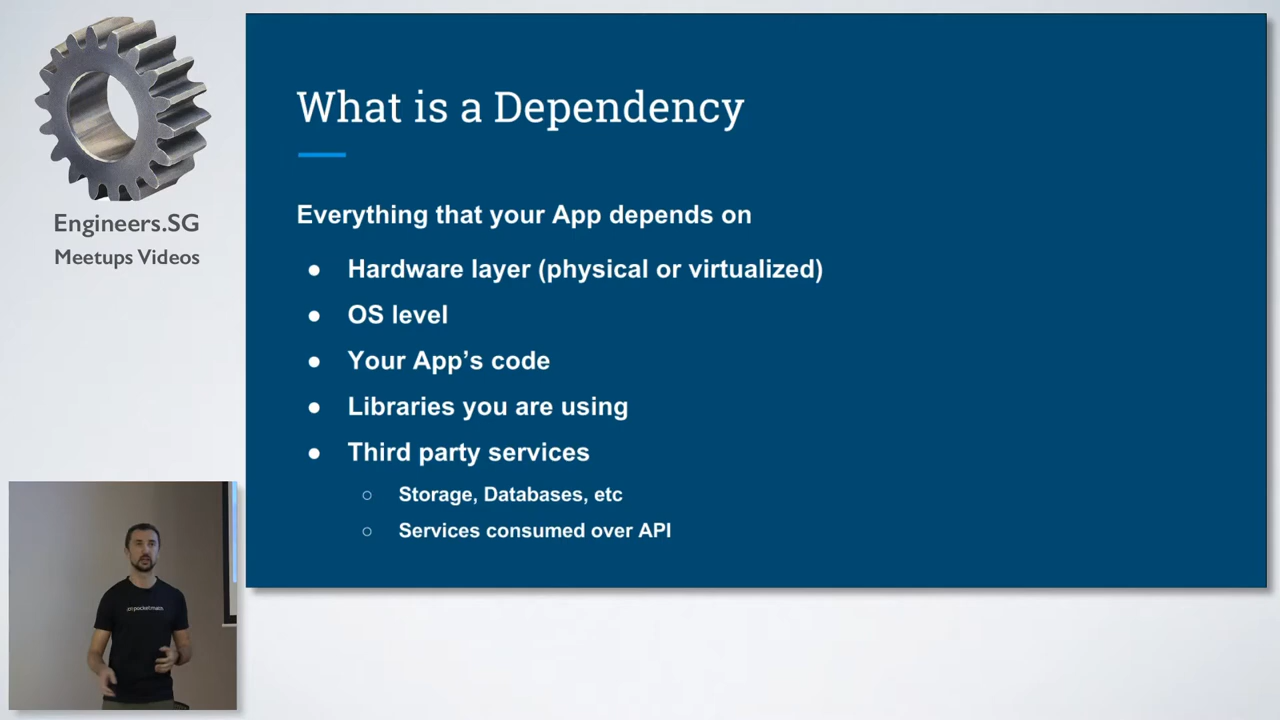 Engineers.SG
Meetups Videos
What is a Dependency
Everything that your App depends on
● Hardware layer (physical or virtualized)
● OS level
● Your App’s code
● Libraries you are using
● Third party services
○ Storage, Databases, etc
○ Services consumed over API